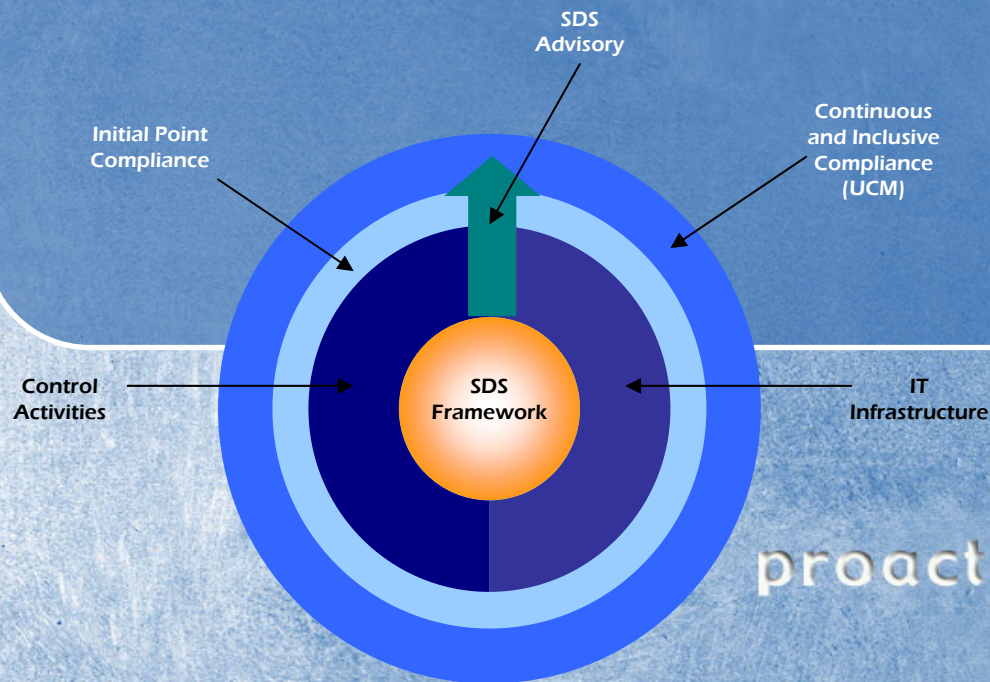 SDS
Advisory
Initial Point
Compliance
Continuous
and Inclusive
Compliance
(UCM)
Control
Activities
SDS
Framework
IT
Infrastructure
proact